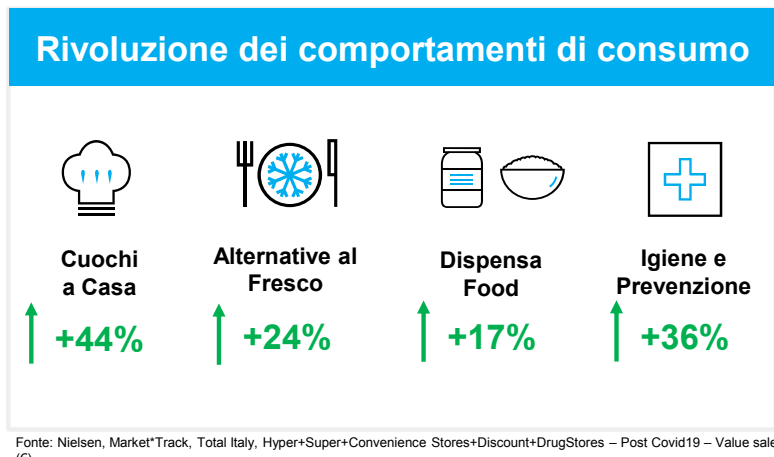 Rivoluzione dei comportamenti di consumo
Cuochi
a Casa
+44%
Alternative al
Fresco
+24%
Dispensa
Food
+17%
Igiene e
Prevenzione
+36%
Fonte: Nielsen, Market*Track, Total Italy, Hyper+Super+Convenience Stores+Discount+DrugStores – Post Covid19 – Value sale